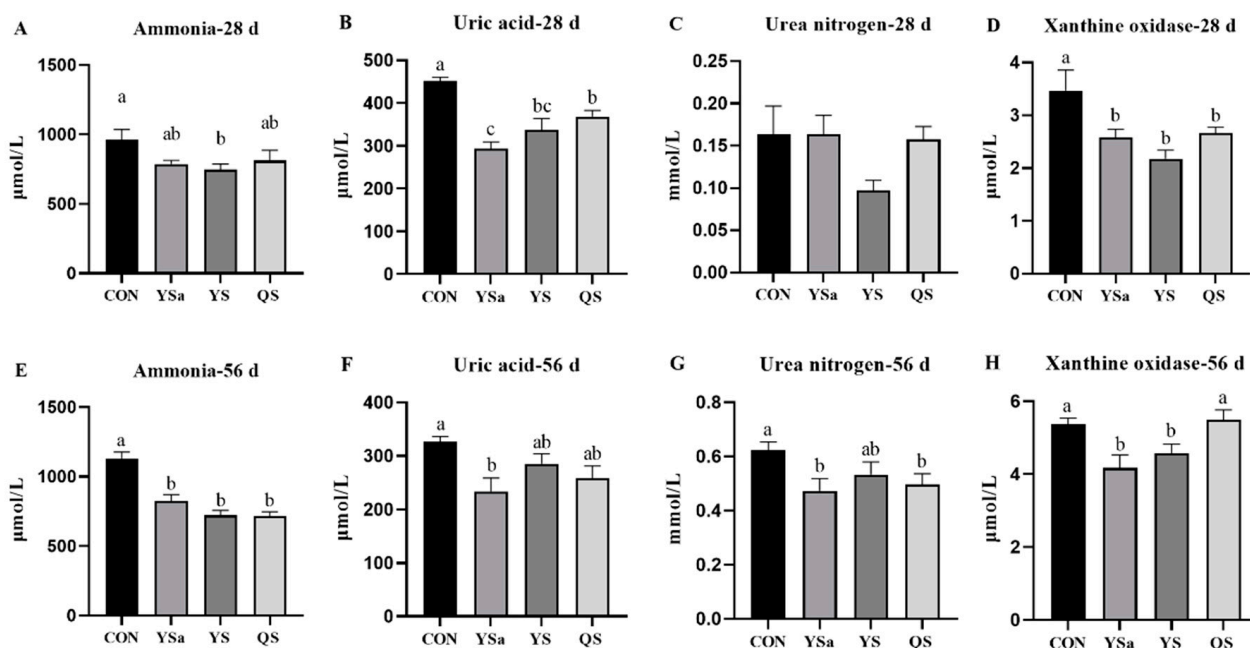 A Ammonia-28 d
1500
1000
500
0
µmol/L
a
ab
b
ab
CON YSa YS QS
B Uric acid-28 d
500
400
300
200
100
0
µmol/L
a
c
bc
b
CON YSa YS QS
C Urea nitrogen-28 d
0.25
0.20
0.15
0.10
0.05
0.00
mmol/L
CON YSa YS QS
D Xanthine oxidase-28 d
4
3
2
1
0
µmol/L
a
b
b
b
CON YSa YS QS
E Ammonia-56 d
1500
1000
500
0
µmol/L
a
b
b
b
CON YSa YS QS
F Uric acid-56 d
400
300
200
100
0
µmol/L
a
b
ab
ab
CON YSa YS QS
G Urea nitrogen-56 d
0.8
0.6
0.4
0.2
0.0
mmol/L
a
b
ab
b
CON YSa YS QS
H Xanthine oxidase-56 d
6
4
2
0
µmol/L
a
b
b
a
CON YSa YS QS